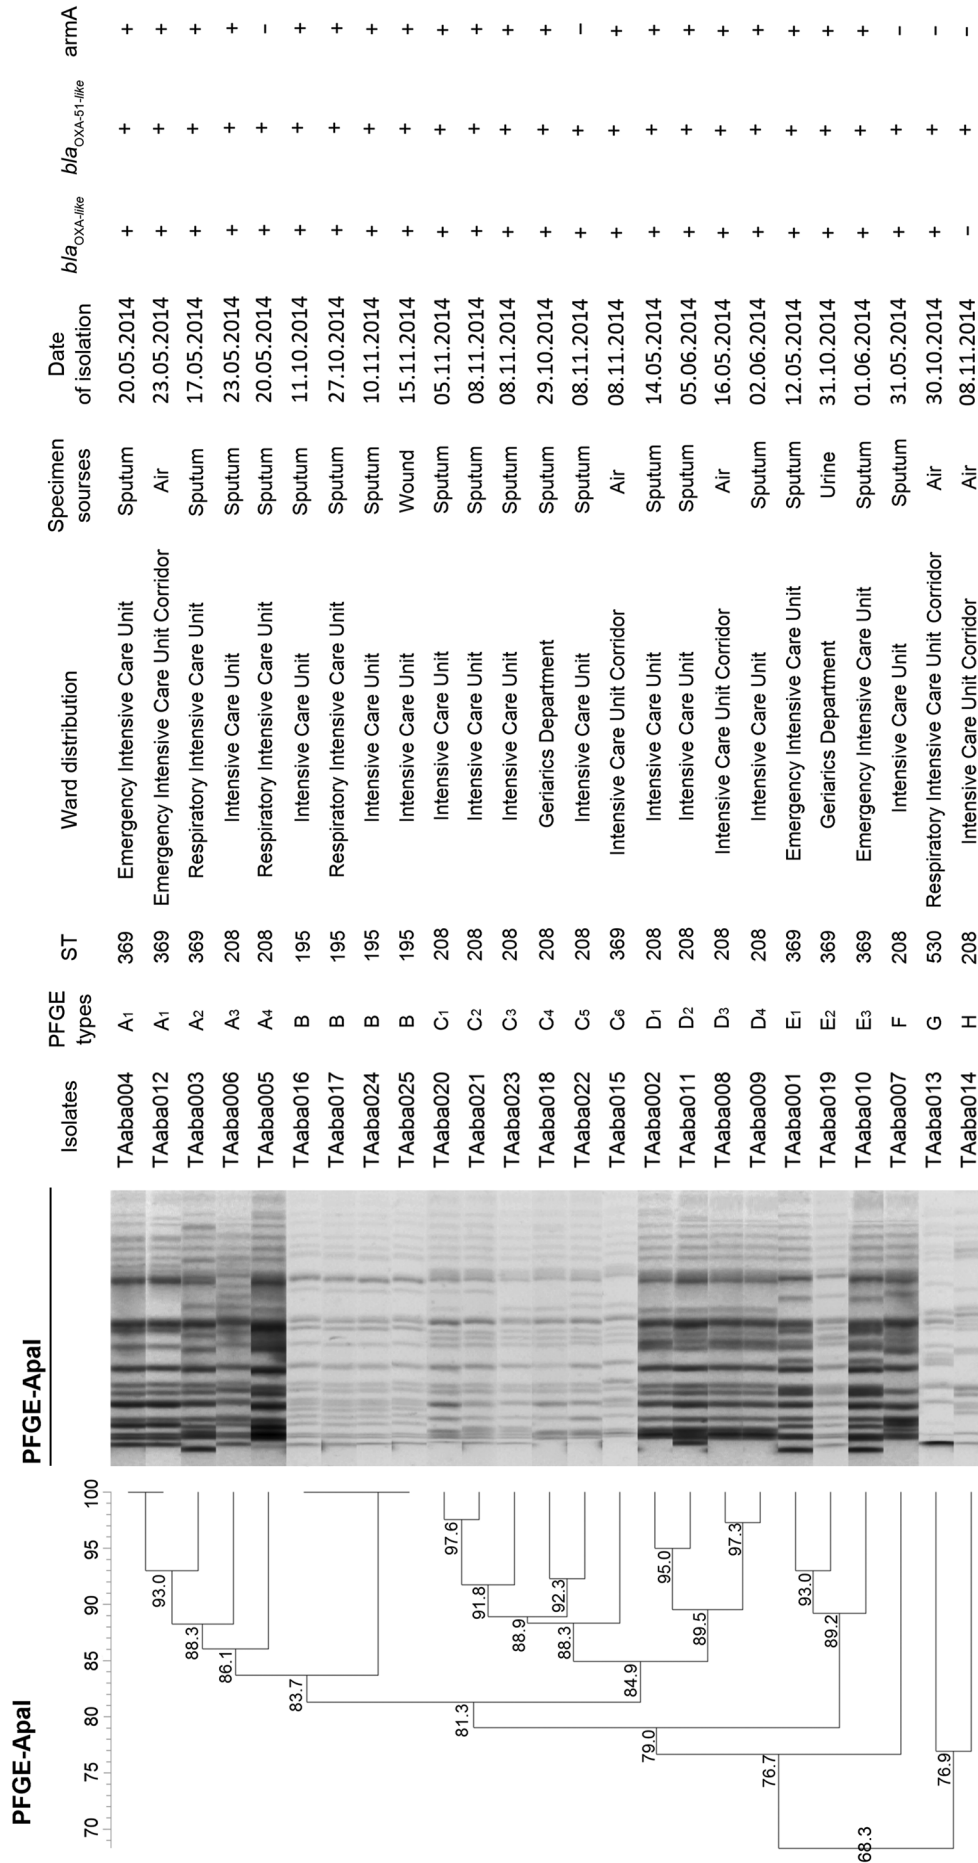 PFGE-ApaI PFGE-ApaI
70 75 80 85 90 95 100
Isolates PFGE types ST Ward distribution Specimen sourses Date of isolation blaOXA-like blaOXA-51-like armA
TAaba004 A1 369 Emergency Intensive Care Unit Sputum 20.05.2014 + + +
TAaba012 A1 369 Emergency Intensive Care Unit Corridor Air 23.05.2014 + + +
TAaba003 A2 369 Respiratory Intensive Care Unit Sputum 17.05.2014 + + +
TAaba006 A3 208 Intensive Care Unit Sputum 23.05.2014 + + +
TAaba005 A4 208 Respiratory Intensive Care Unit Sputum 20.05.2014 + + −
TAaba016 B 195 Intensive Care Unit Sputum 11.10.2014 + + +
TAaba017 B 195 Respiratory Intensive Care Unit Sputum 27.10.2014 + + +
TAaba024 B 195 Intensive Care Unit Sputum 10.11.2014 + + +
TAaba025 B 195 Intensive Care Unit Wound 15.11.2014 + + +
TAaba020 C1 208 Intensive Care Unit Sputum 05.11.2014 + + +
TAaba021 C2 208 Intensive Care Unit Sputum 08.11.2014 + + +
TAaba023 C3 208 Intensive Care Unit Sputum 08.11.2014 + + +
TAaba018 C4 208 Geriarics Department Sputum 29.10.2014 + + +
TAaba022 C5 208 Intensive Care Unit Sputum 08.11.2014 + + −
TAaba015 C6 369 Intensive Care Unit Corridor Air 08.11.2014 + + +
TAaba002 D1 208 Intensive Care Unit Sputum 14.05.2014 + + +
TAaba011 D2 208 Intensive Care Unit Sputum 05.06.2014 + + +
TAaba008 D3 208 Intensive Care Unit Corridor Air 16.05.2014 + + +
TAaba009 D4 208 Intensive Care Unit Sputum 02.06.2014 + + +
TAaba001 E1 369 Emergency Intensive Care Unit Sputum 12.05.2014 + + +
TAaba019 E2 369 Geriarics Department Urine 31.10.2014 + + +
TAaba010 E3 369 Emergency Intensive Care Unit Sputum 01.06.2014 + + +
TAaba007 F 208 Intensive Care Unit Sputum 31.05.2014 + + −
TAaba013 G 530 Respiratory Intensive Care Unit Corridor Air 30.10.2014 + + −
TAaba014 H 208 Intensive Care Unit Corridor Air 08.11.2014 − + −
93.0
88.3
86.1
83.7
97.6
91.8
88.9
92.3
88.3
84.9
81.3
95.0
97.3
89.5
79.0
93.0
89.2
76.7
76.9
68.3